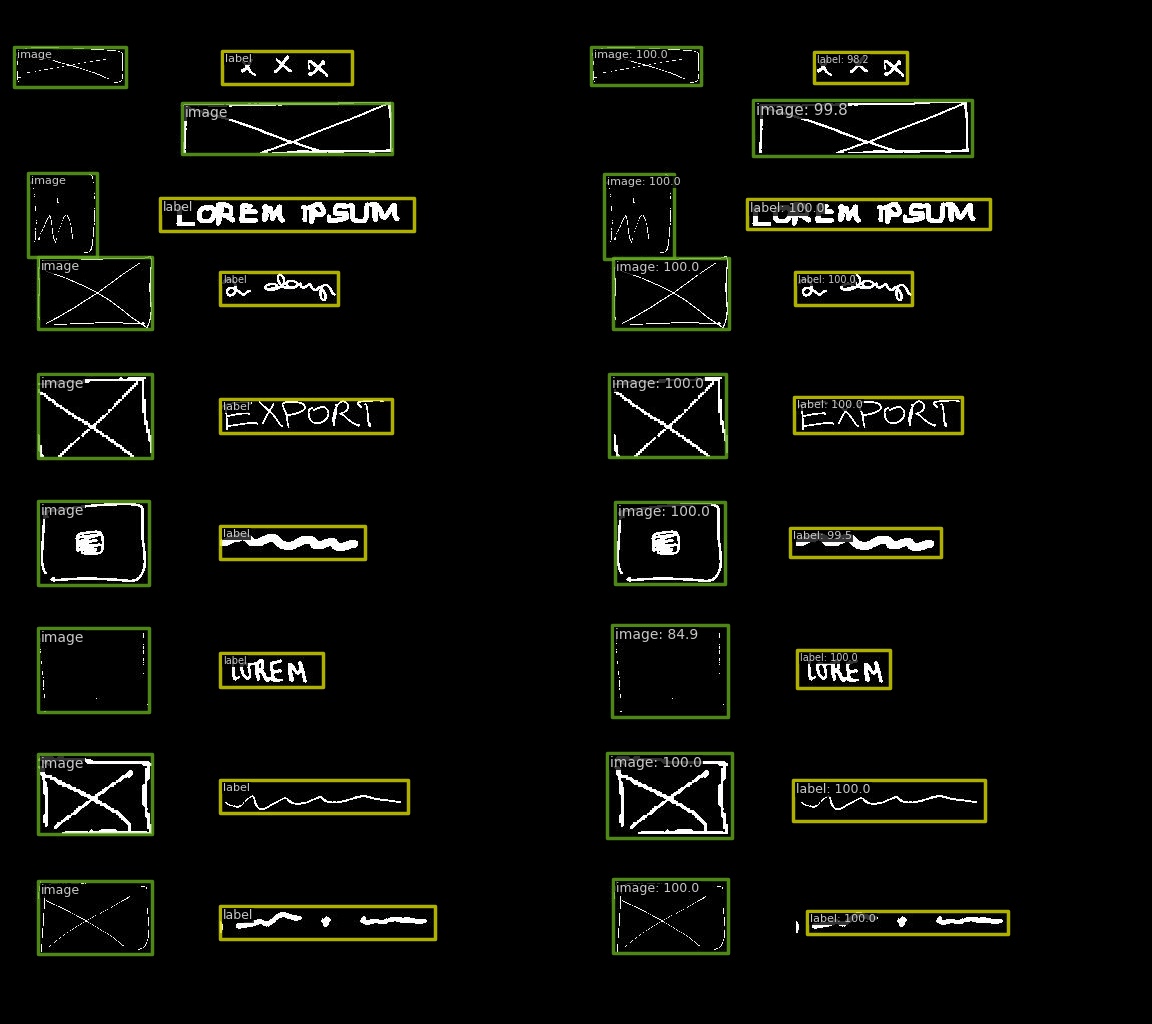 image label image: 100.0 label: 98.2
x x x x
image image: 99.8
image image: 100.0
label LOREM IPSUM label: 100.0 LOREM IPSUM
image label image: 100.0 label: 100.0
a a
image label image: 100.0 label: 100.0
EXPORT EXPORT
image label image: 100.0 label: 99.5
image label image: 84.9 label: 100.0
LOREM LOREM
image label image: 100.0 label: 100.0
image label image: 100.0 label: 100.0